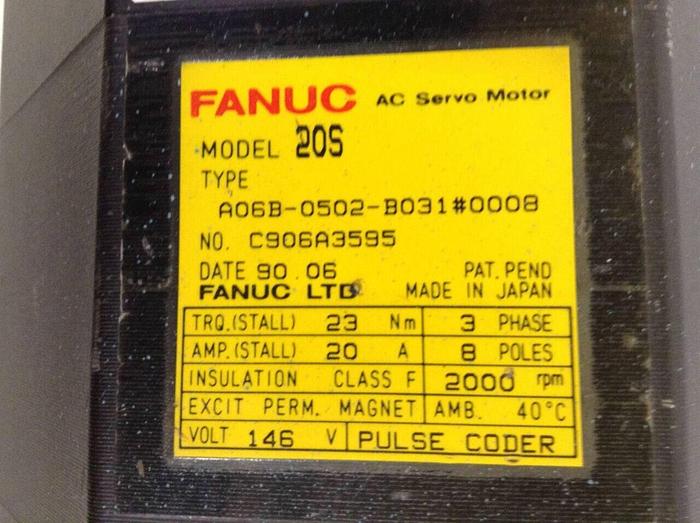 FANUC AC Servo Motor
MODEL 20S
TYPE
A06B-0502-B031#0008
NO. C906A3595
DATE 90.06 PAT. PEND
FANUC LTD MADE IN JAPAN
TRQ.(STALL) 23 Nm 3 PHASE
AMP.(STALL) 20 A 8 POLES
INSULATION CLASS F 2000 rpm
EXCIT PERM. MAGNET AMB. 40°C
VOLT 146 V PULSE CODER